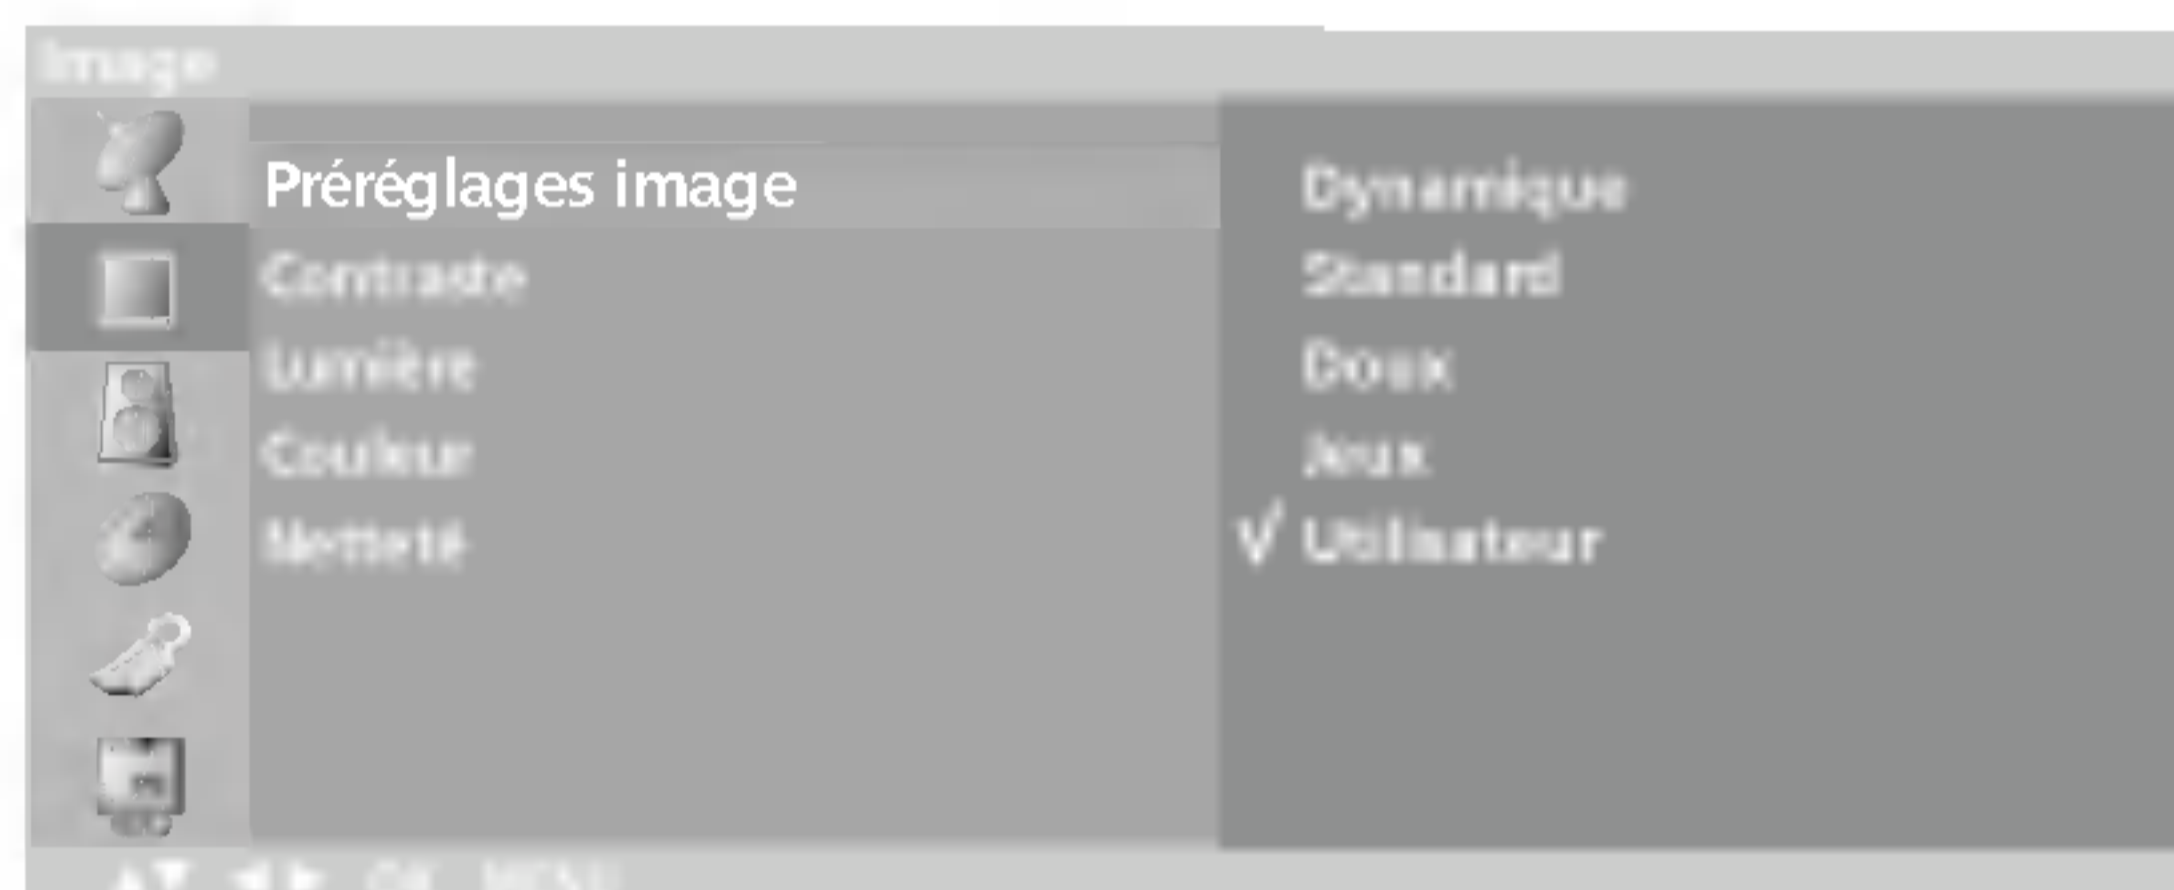 Image
Préréglages image
Contraste
Lumière
Couleur
Netteté
Dynamique
Standard
Doux
Jeux
√ Utilisateur
▲▼ ◀ ▶ OK MENU